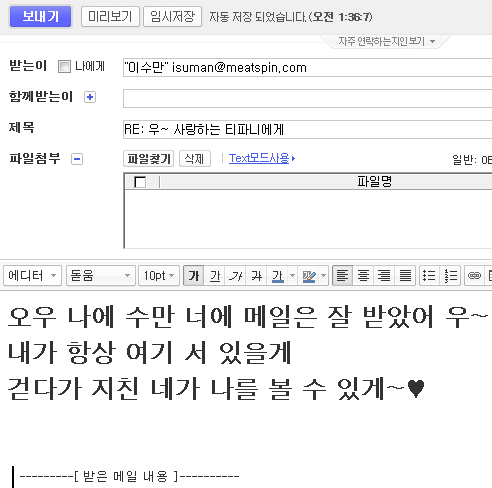 보내기 미리보기 임시저장 자동 저장 되었습니다.(오전 1:36:7)
자주 연락하는지인보기
받는이 나에게 "이수만" isuman@meatspin.com
함께받는이
제목 RE: 우~ 사랑하는 티파니에게
파일첨부 파일찾기 삭제 Text모드사용 일반: 0E
파일명
에디터 돋움 10pt 가 가 가 가 가
오우 나에 수만 너에 메일은 잘 받았어 우~
내가 항상 여기 서 있을게
걷다가 지친 네가 나를 볼 수 있게~♥
---------[ 받은 메일 내용 ]----------